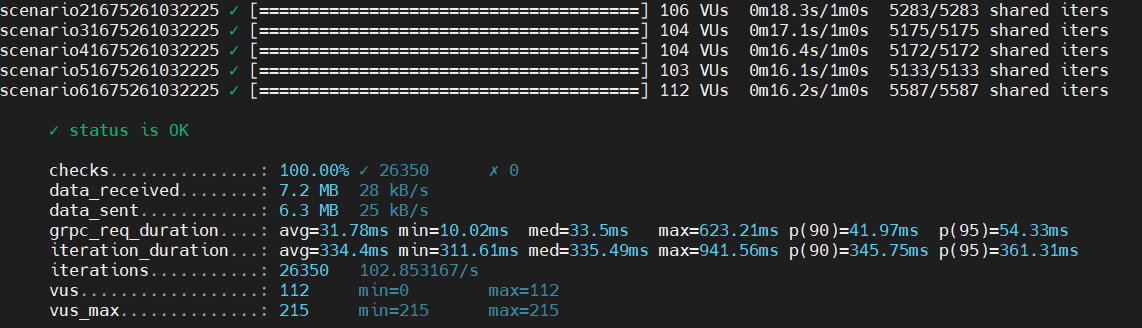 scenario21675261032225 ✓ [======================================] 106 VUs  0m18.3s/1m0s  5283/5283 shared iters
scenario31675261032225 ✓ [======================================] 104 VUs  0m17.1s/1m0s  5175/5175 shared iters
scenario41675261032225 ✓ [======================================] 104 VUs  0m16.4s/1m0s  5172/5172 shared iters
scenario51675261032225 ✓ [======================================] 103 VUs  0m16.1s/1m0s  5133/5133 shared iters
scenario61675261032225 ✓ [======================================] 112 VUs  0m16.2s/1m0s  5587/5587 shared iters
✓ status is OK
checks...............: 100.00% ✓ 26350      ✗ 0
data_received........: 7.2 MB  28 kB/s
data_sent............: 6.3 MB  25 kB/s
grpc_req_duration....: avg=31.78ms min=10.02ms  med=33.5ms   max=623.21ms p(90)=41.97ms  p(95)=54.33ms
iteration_duration...: avg=334.4ms min=311.61ms med=335.49ms max=941.56ms p(90)=345.75ms p(95)=361.31ms
iterations...........: 26350   102.853167/s
vus..................: 112     min=0        max=112
vus_max..............: 215     min=215      max=215